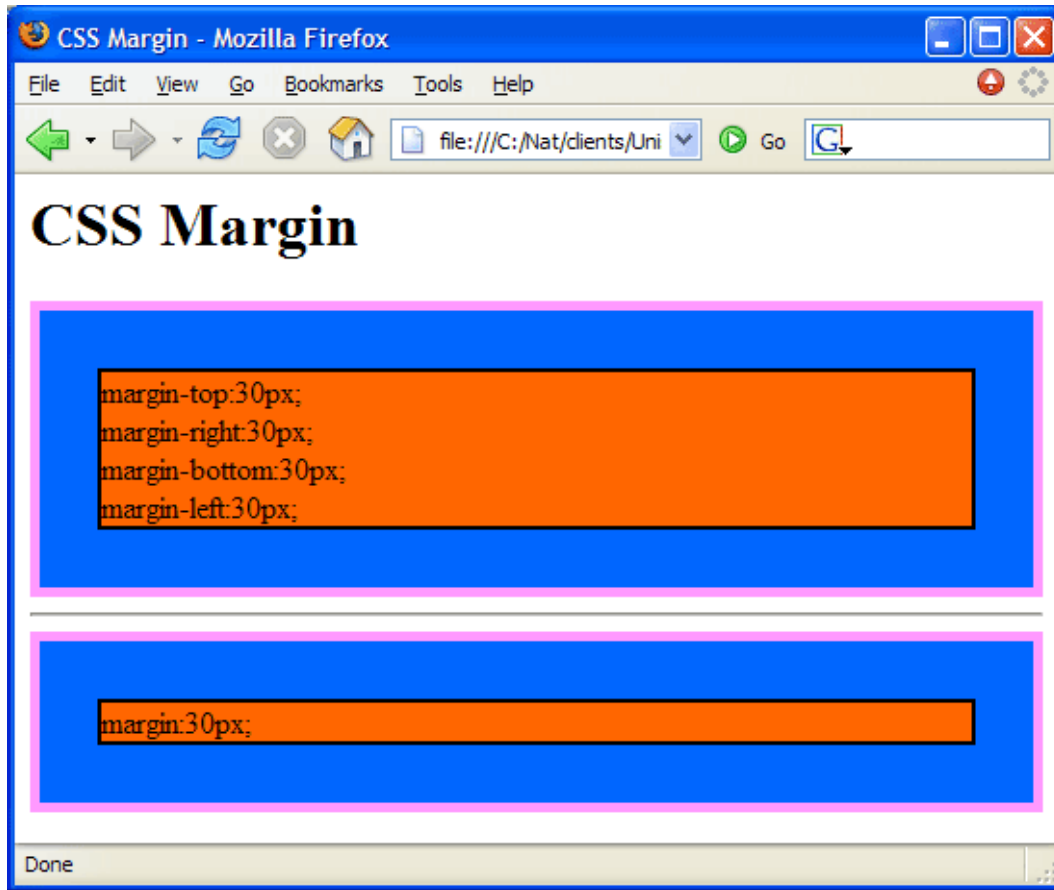 CSS Margin - Mozilla Firefox
File Edit View Go Bookmarks Tools Help
file:///C:/Nat/clients/Uni Go G
CSS Margin
margin-top:30px;
margin-right:30px;
margin-bottom:30px;
margin-left:30px;
margin:30px;
Done